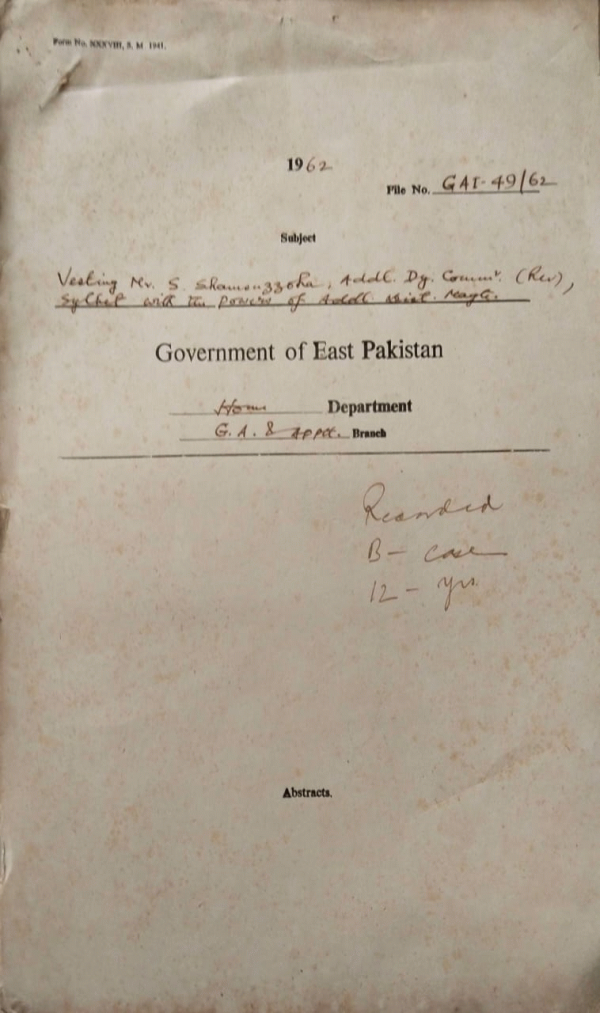 Form No. XXXVIII, S. M 1941.
1962
File No. GAI-49/62
Subject
Vesting Mr. S. Shamsuzzoha, Addl. Dy. Commr. (Rev),
Sylhet with the powers of Addl. Dist. Magte.
Government of East Pakistan
Home Department
G. A. & Appt. Branch
Recorded
B- case
12- yrs
Abstracts.